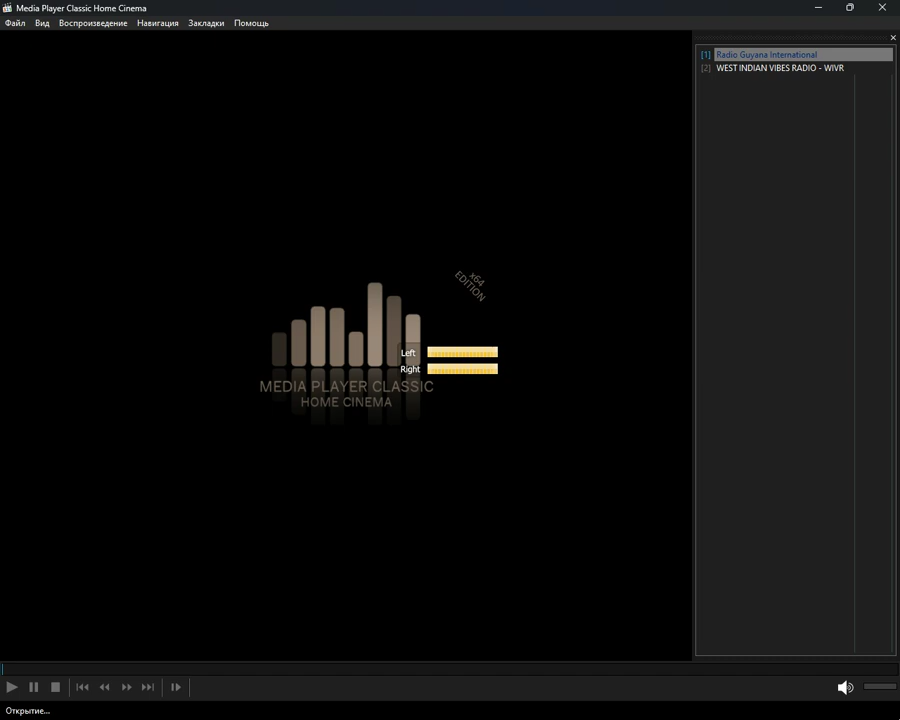 Media Player Classic Home Cinema
Файл Вид Воспроизведение Навигация Закладки Помощь
[1] Radio Guyana International
[2] WEST INDIAN VIBES RADIO - WIVR
x64
EDITION
Left
Right
MEDIA PLAYER CLASSIC
HOME CINEMA
Открытие...